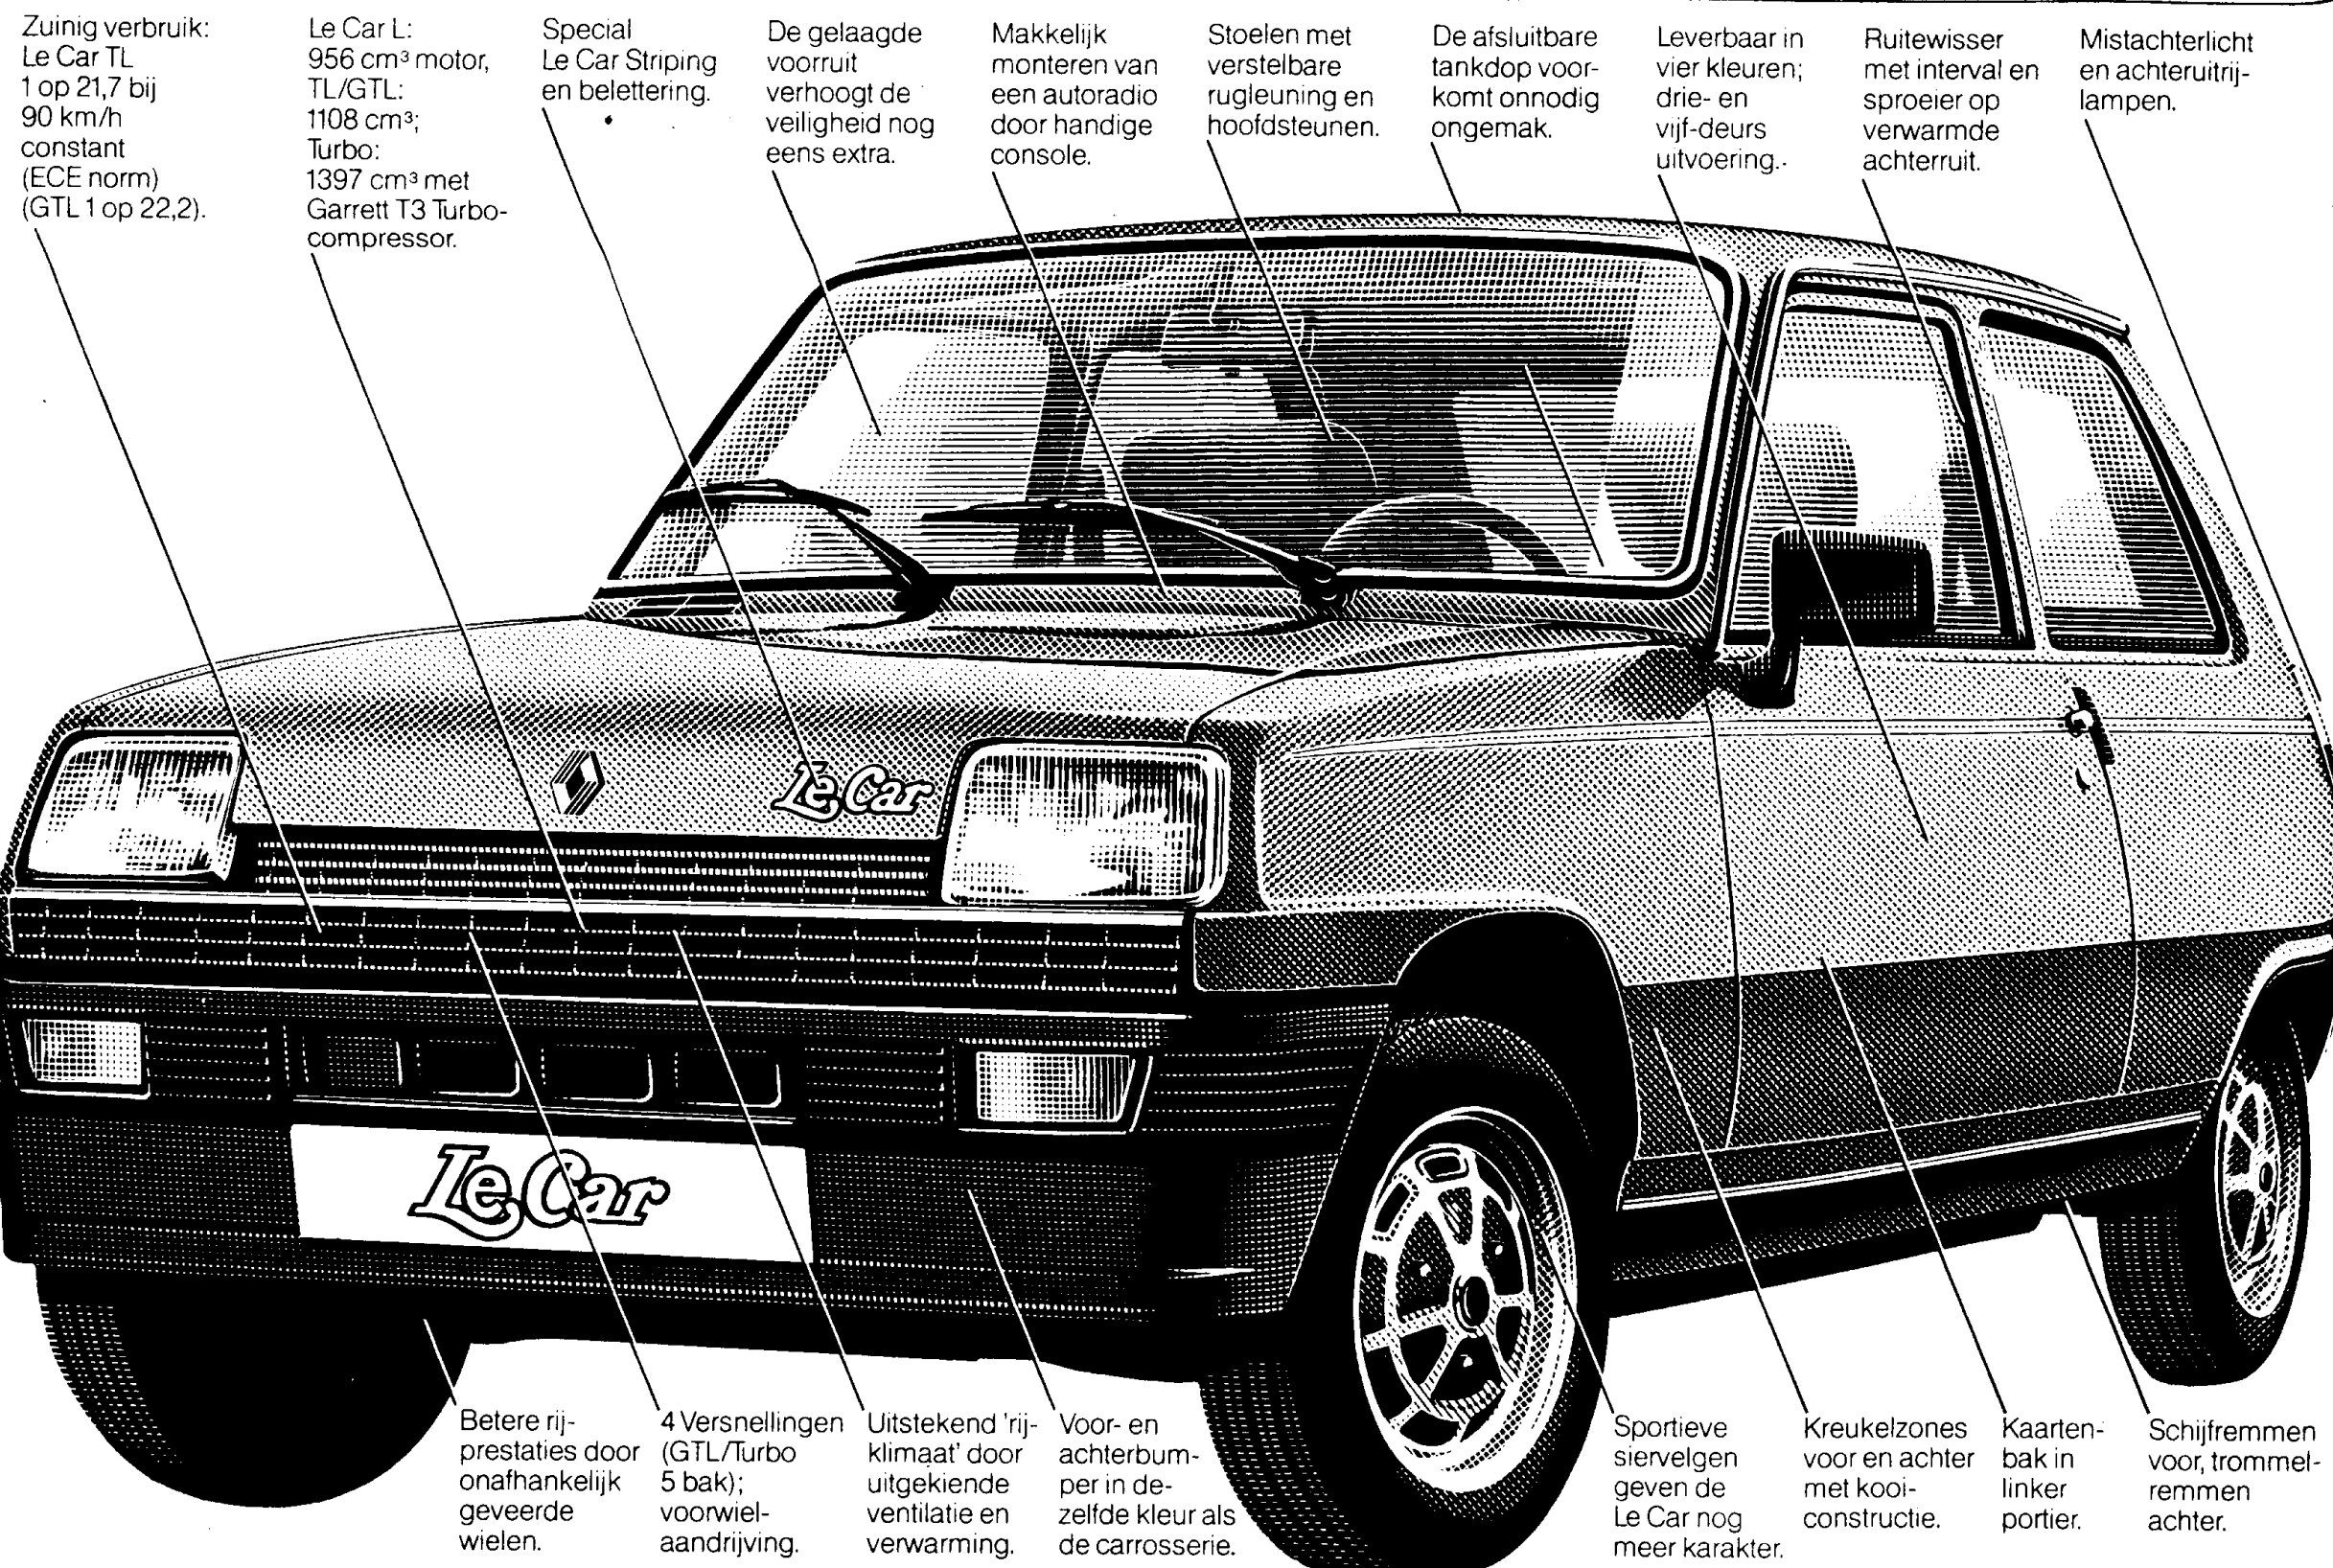 Zuinig verbruik:
Le Car TL
1 op 21,7 bij
90 km/h
constant
(ECE norm)
(GTL 1 op 22,2).
Le Car L:
956 cm³ motor,
TL/GTL:
1108 cm³;
Turbo:
1397 cm³ met
Garrett T3 Turbo-
compressor.
Special
Le Car Striping
en belettering.
De gelaagde
voorruit
verhoogt de
veiligheid nog
eens extra.
Makkelijk
monteren van
een autoradio
door handige
console.
Stoelen met
verstelbare
rugleuning en
hoofdsteunen.
De afsluitbare
tankdop voor-
komt onnodig
ongemak.
Leverbaar in
vier kleuren;
drie- en
vijf-deurs
uitvoering.
Ruitewisser
met interval en
sproeier op
verwarmde
achterruit.
Mistachterlicht
en achteruitrij-
lampen.
Le Car
Le Car
Betere rij-
prestaties door
onafhankelijk
geveerde
wielen.
4 Versnellingen
(GTL/Turbo
5 bak);
voorwiel-
aandrijving.
Uitstekend 'rij-
klimaat' door
uitgekiende
ventilatie en
verwarming.
Voor- en
achterbum-
per in de-
zelfde kleur als
de carrosserie.
Sportieve
siervelgen
geven de
Le Car nog
meer karakter.
Kreukelzones
voor en achter
met kooi-
constructie.
Kaarten-
bak in
linker
portier.
Schijfremmen
voor, trommel-
remmen
achter.